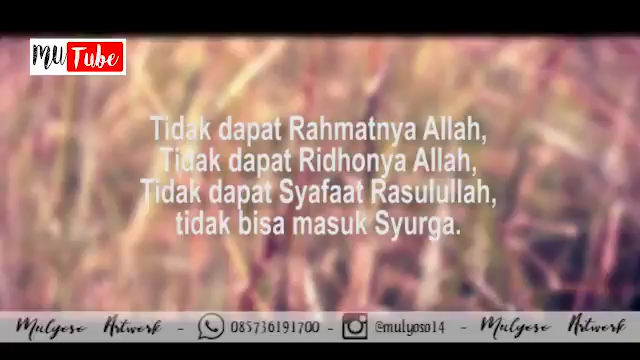 MU Tube
Tidak dapat Rahmatnya Allah,
Tidak dapat Ridhonya Allah,
Tidak dapat Syafaat Rasulullah,
tidak bisa masuk Syurga.
Mulyoso Artwork - 085736191700 - @mulyoso14 - Mulyoso Artwork